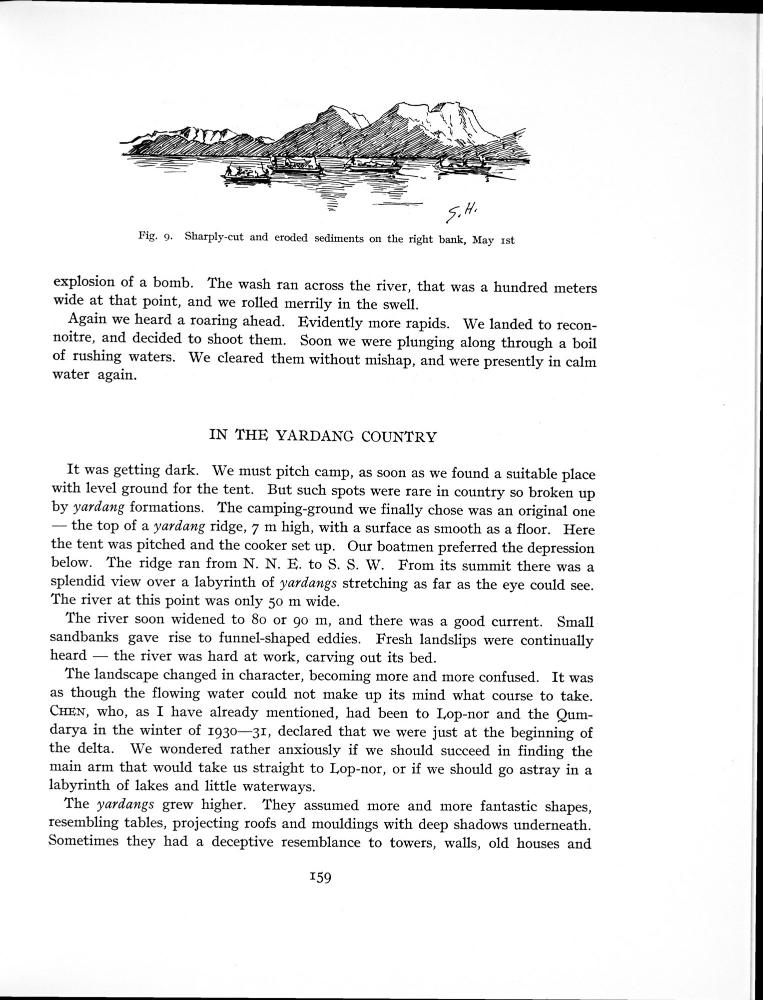 S.H.
Fig. 9. Sharply-cut and eroded sediments on the right bank, May 1st
explosion of a bomb. The wash ran across the river, that was a hundred meters
wide at that point, and we rolled merrily in the swell.
Again we heard a roaring ahead. Evidently more rapids. We landed to recon-
noitre, and decided to shoot them. Soon we were plunging along through a boil
of rushing waters. We cleared them without mishap, and were presently in calm
water again.
IN THE YARDANG COUNTRY
It was getting dark. We must pitch camp, as soon as we found a suitable place
with level ground for the tent. But such spots were rare in country so broken up
by yardang formations. The camping-ground we finally chose was an original one
— the top of a yardang ridge, 7 m high, with a surface as smooth as a floor. Here
the tent was pitched and the cooker set up. Our boatmen preferred the depression
below. The ridge ran from N. N. E. to S. S. W. From its summit there was a
splendid view over a labyrinth of yardangs stretching as far as the eye could see.
The river at this point was only 50 m wide.
The river soon widened to 80 or 90 m, and there was a good current. Small
sandbanks gave rise to funnel-shaped eddies. Fresh landslips were continually
heard — the river was hard at work, carving out its bed.
The landscape changed in character, becoming more and more confused. It was
as though the flowing water could not make up its mind what course to take.
CHEN, who, as I have already mentioned, had been to Lop-nor and the Qum-
darya in the winter of 1930—31, declared that we were just at the beginning of
the delta. We wondered rather anxiously if we should succeed in finding the
main arm that would take us straight to Lop-nor, or if we should go astray in a
labyrinth of lakes and little waterways.
The yardangs grew higher. They assumed more and more fantastic shapes,
resembling tables, projecting roofs and mouldings with deep shadows underneath.
Sometimes they had a deceptive resemblance to towers, walls, old houses and
159